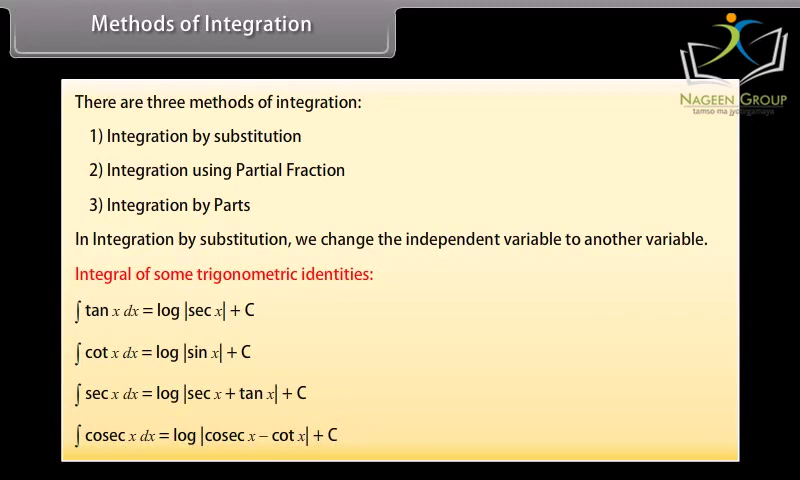 Methods of Integration
NAGEEN GROUP
tamso ma jyotirgamaya
There are three methods of integration:
1) Integration by substitution
2) Integration using Partial Fraction
3) Integration by Parts
In Integration by substitution, we change the independent variable to another variable.
Integral of some trigonometric identities:
∫ tan x dx = log |sec x| + C
∫ cot x dx = log |sin x| + C
∫ sec x dx = log |sec x + tan x| + C
∫ cosec x dx = log |cosec x – cot x| + C